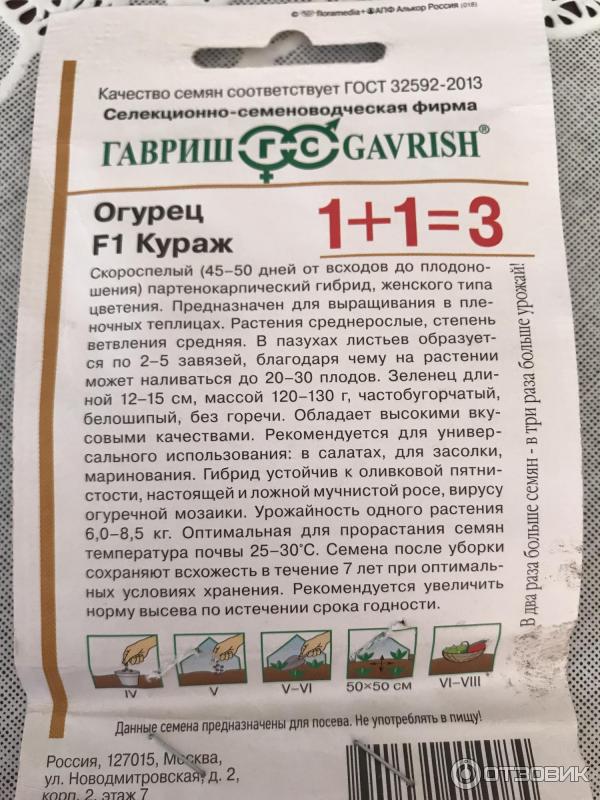 © floramedia + АПФ Алькор Россия (018)
Качество семян соответствует ГОСТ 32592-2013
Селекционно-семеноводческая фирма
ГАВРИШ Г-С GAVRISH®
Огурец
F1 Кураж
1+1=3
Скороспелый (45–50 дней от всходов до плодоно-
шения) партенокарпический гибрид, женского типа
цветения. Предназначен для выращивания в пле-
ночных теплицах. Растения среднерослые, степень
ветвления средняя. В пазухах листьев образует-
ся по 2–5 завязей, благодаря чему на растении
может наливаться до 20–30 плодов. Зеленец дли-
ной 12–15 см, массой 120–130 г, частобугорчатый,
белошипый, без горечи. Обладает высокими вку-
совыми качествами. Рекомендуется для универ-
сального использования: в салатах, для засолки,
маринования. Гибрид устойчив к оливковой пятни-
стости, настоящей и ложной мучнистой росе, вирусу
огуречной мозаики. Урожайность одного растения
6,0–8,5 кг. Оптимальная для прорастания семян
температура почвы 25–30°С. Семена после уборки
сохраняют всхожесть в течение 7 лет при оптималь-
ных условиях хранения. Рекомендуется увеличить
норму высева по истечении срока годности.
В два раза больше семян - в три раза больше урожай!
IV V V–VI 50×50 см VI–VIII
Данные семена предназначены для посева. Не употреблять в пищу!
Россия, 127015, Москва,
ул. Новодмитровская, д. 2,
корп. 2, этаж 7
ОТЗОВИК